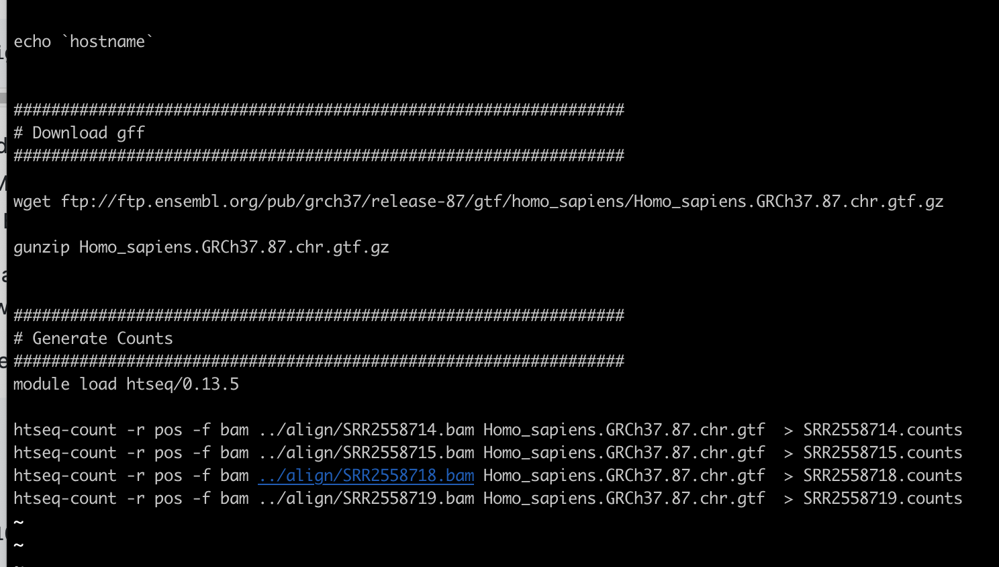 echo `hostname`
#################################################################
# Download gff
#################################################################
wget ftp://ftp.ensembl.org/pub/grch37/release-87/gtf/homo_sapiens/Homo_sapiens.GRCh37.87.chr.gtf.gz
gunzip Homo_sapiens.GRCh37.87.chr.gtf.gz
#################################################################
# Generate Counts
#################################################################
module load htseq/0.13.5
htseq-count -r pos -f bam ../align/SRR2558714.bam Homo_sapiens.GRCh37.87.chr.gtf  > SRR2558714.counts
htseq-count -r pos -f bam ../align/SRR2558715.bam Homo_sapiens.GRCh37.87.chr.gtf  > SRR2558715.counts
htseq-count -r pos -f bam ../align/SRR2558718.bam Homo_sapiens.GRCh37.87.chr.gtf  > SRR2558718.counts
htseq-count -r pos -f bam ../align/SRR2558719.bam Homo_sapiens.GRCh37.87.chr.gtf  > SRR2558719.counts
~
~